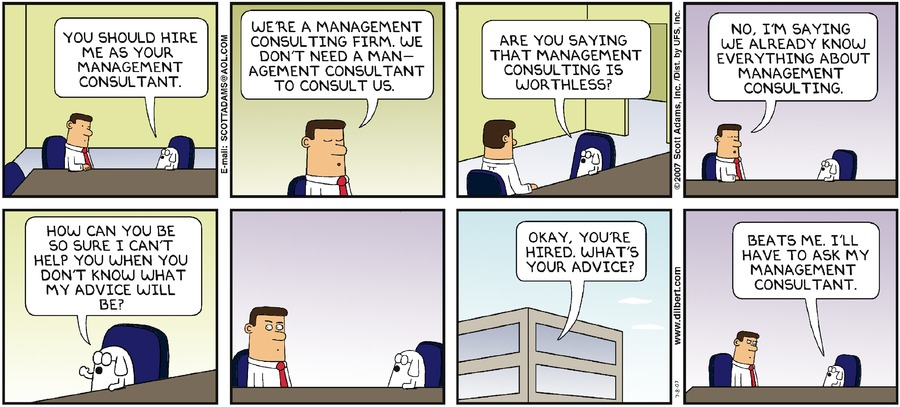 YOU SHOULD HIRE
ME AS YOUR
MANAGEMENT
CONSULTANT.
E-mail: SCOTTADAMS@AOL.COM
WE'RE A MANAGEMENT
CONSULTING FIRM. WE
DON'T NEED A MAN-
AGEMENT CONSULTANT
TO CONSULT US.
ARE YOU SAYING
THAT MANAGEMENT
CONSULTING IS
WORTHLESS?
©2007 Scott Adams, Inc./Dist. by UFS, Inc.
NO, I'M SAYING
WE ALREADY KNOW
EVERYTHING ABOUT
MANAGEMENT
CONSULTING.
HOW CAN YOU BE
SO SURE I CAN'T
HELP YOU WHEN YOU
DON'T KNOW WHAT
MY ADVICE WILL
BE?
OKAY, YOU'RE
HIRED. WHAT'S
YOUR ADVICE?
www.dilbert.com
7-8-07
BEATS ME. I'LL
HAVE TO ASK MY
MANAGEMENT
CONSULTANT.